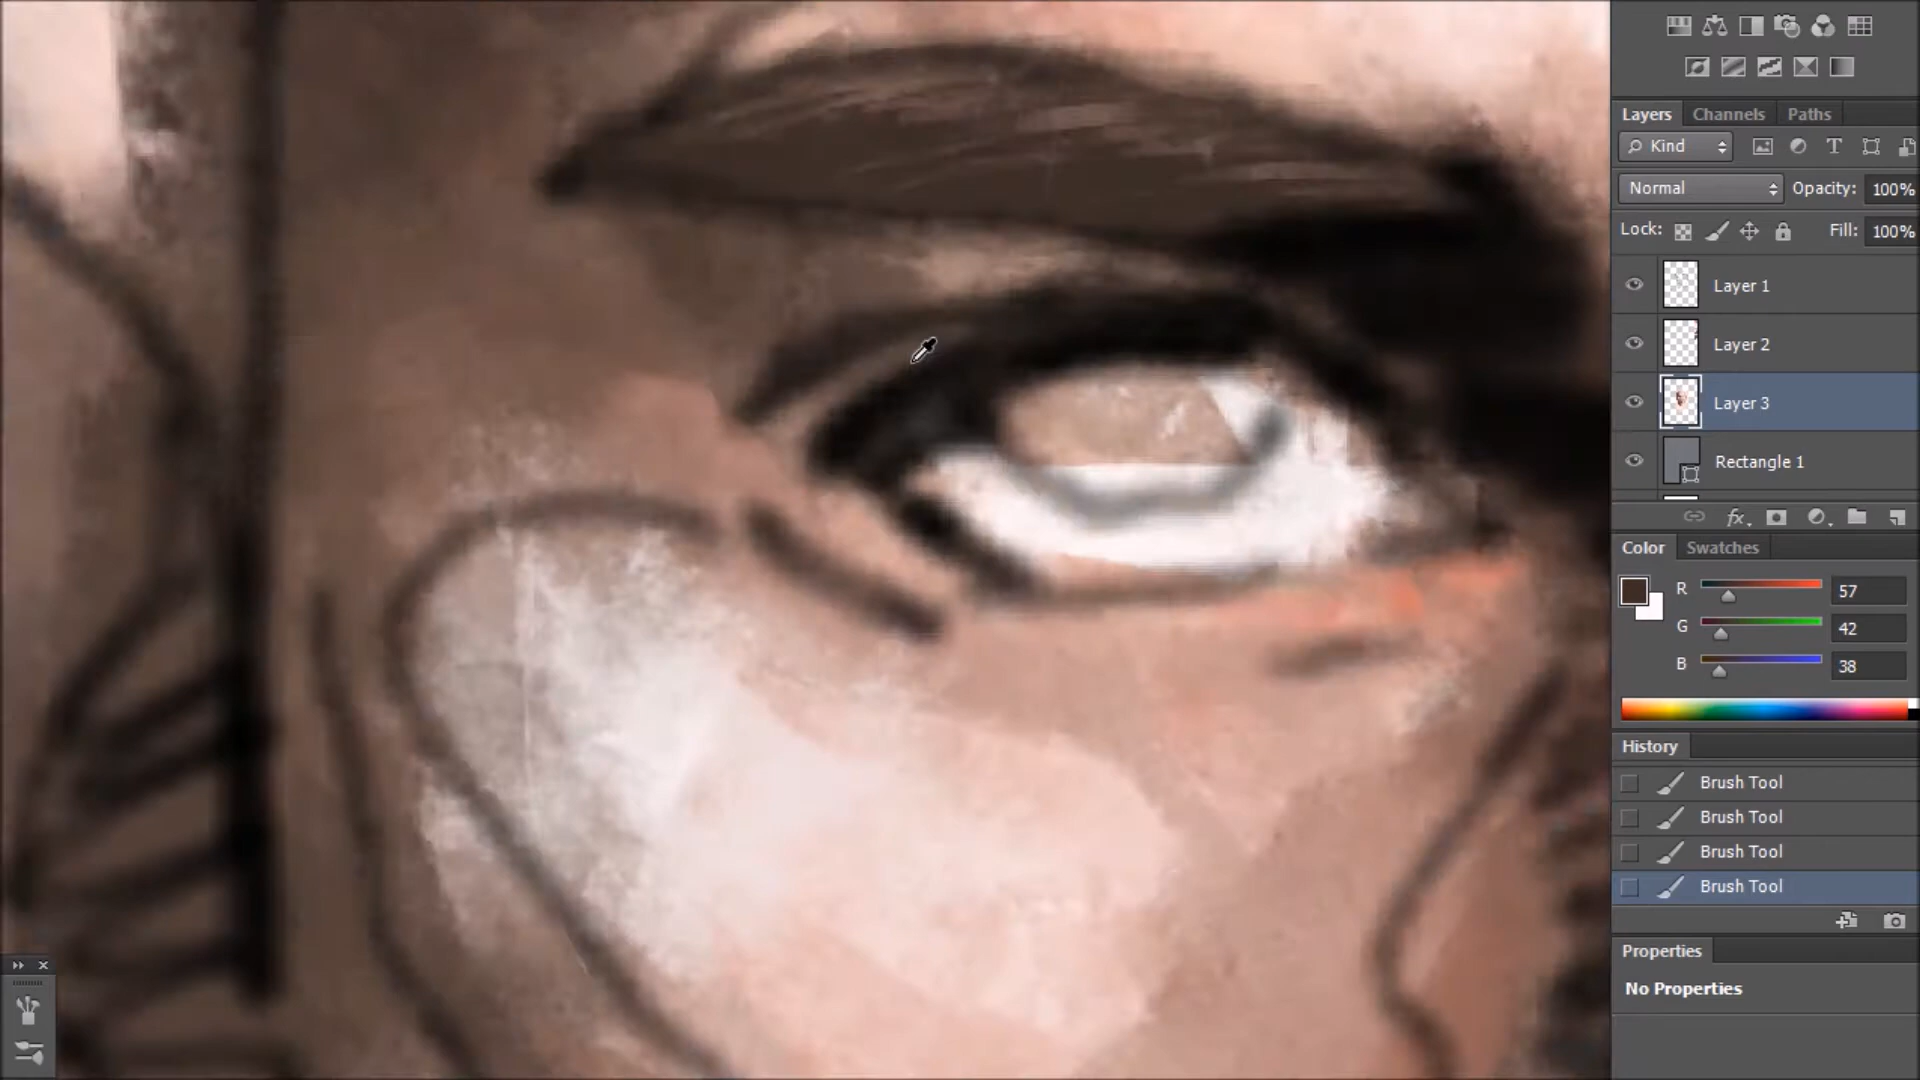 Layers Channels Paths
Kind
Normal Opacity: 100%
Lock: Fill: 100%
Layer 1
Layer 2
Layer 3
Rectangle 1
fx
Color Swatches
R 57
G 42
B 38
History
Brush Tool
Brush Tool
Brush Tool
Brush Tool
Properties
No Properties